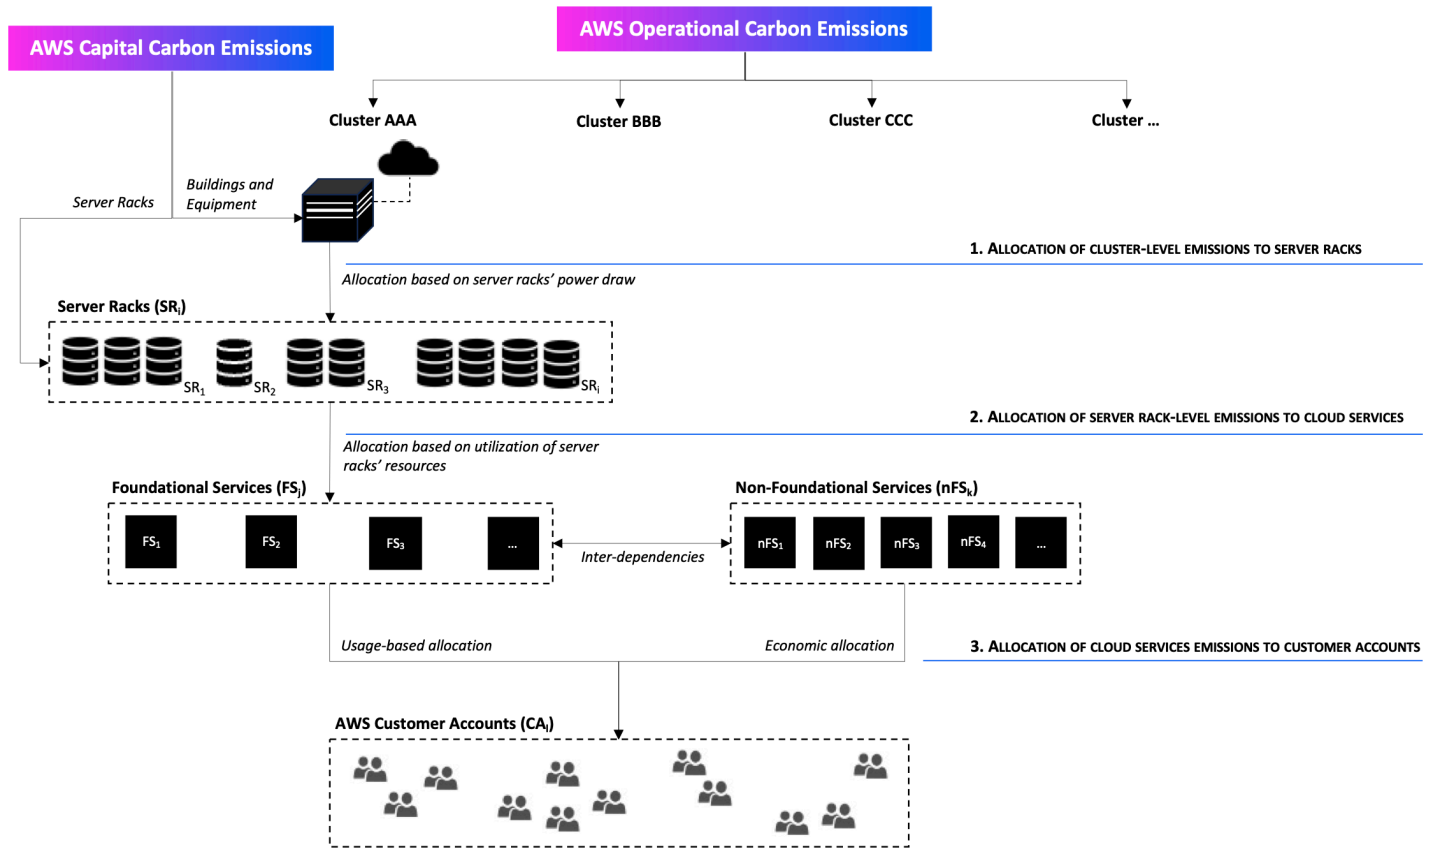 AWS Capital Carbon Emissions
AWS Operational Carbon Emissions
Cluster AAA
Cluster BBB
Cluster CCC
Cluster ...
Server Racks
Buildings and
Equipment
1. Allocation of cluster-level emissions to server racks
Allocation based on server racks’ power draw
Server Racks (SRi)
SR1
SR2
SR3
SRi
2. Allocation of server rack-level emissions to cloud services
Allocation based on utilization of server
racks’ resources
Foundational Services (FSj)
Non-Foundational Services (nFSk)
FS1
FS2
FS3
...
Inter-dependencies
nFS1
nFS2
nFS3
nFS4
...
Usage-based allocation
Economic allocation
3. Allocation of cloud services emissions to customer accounts
AWS Customer Accounts (CAl)